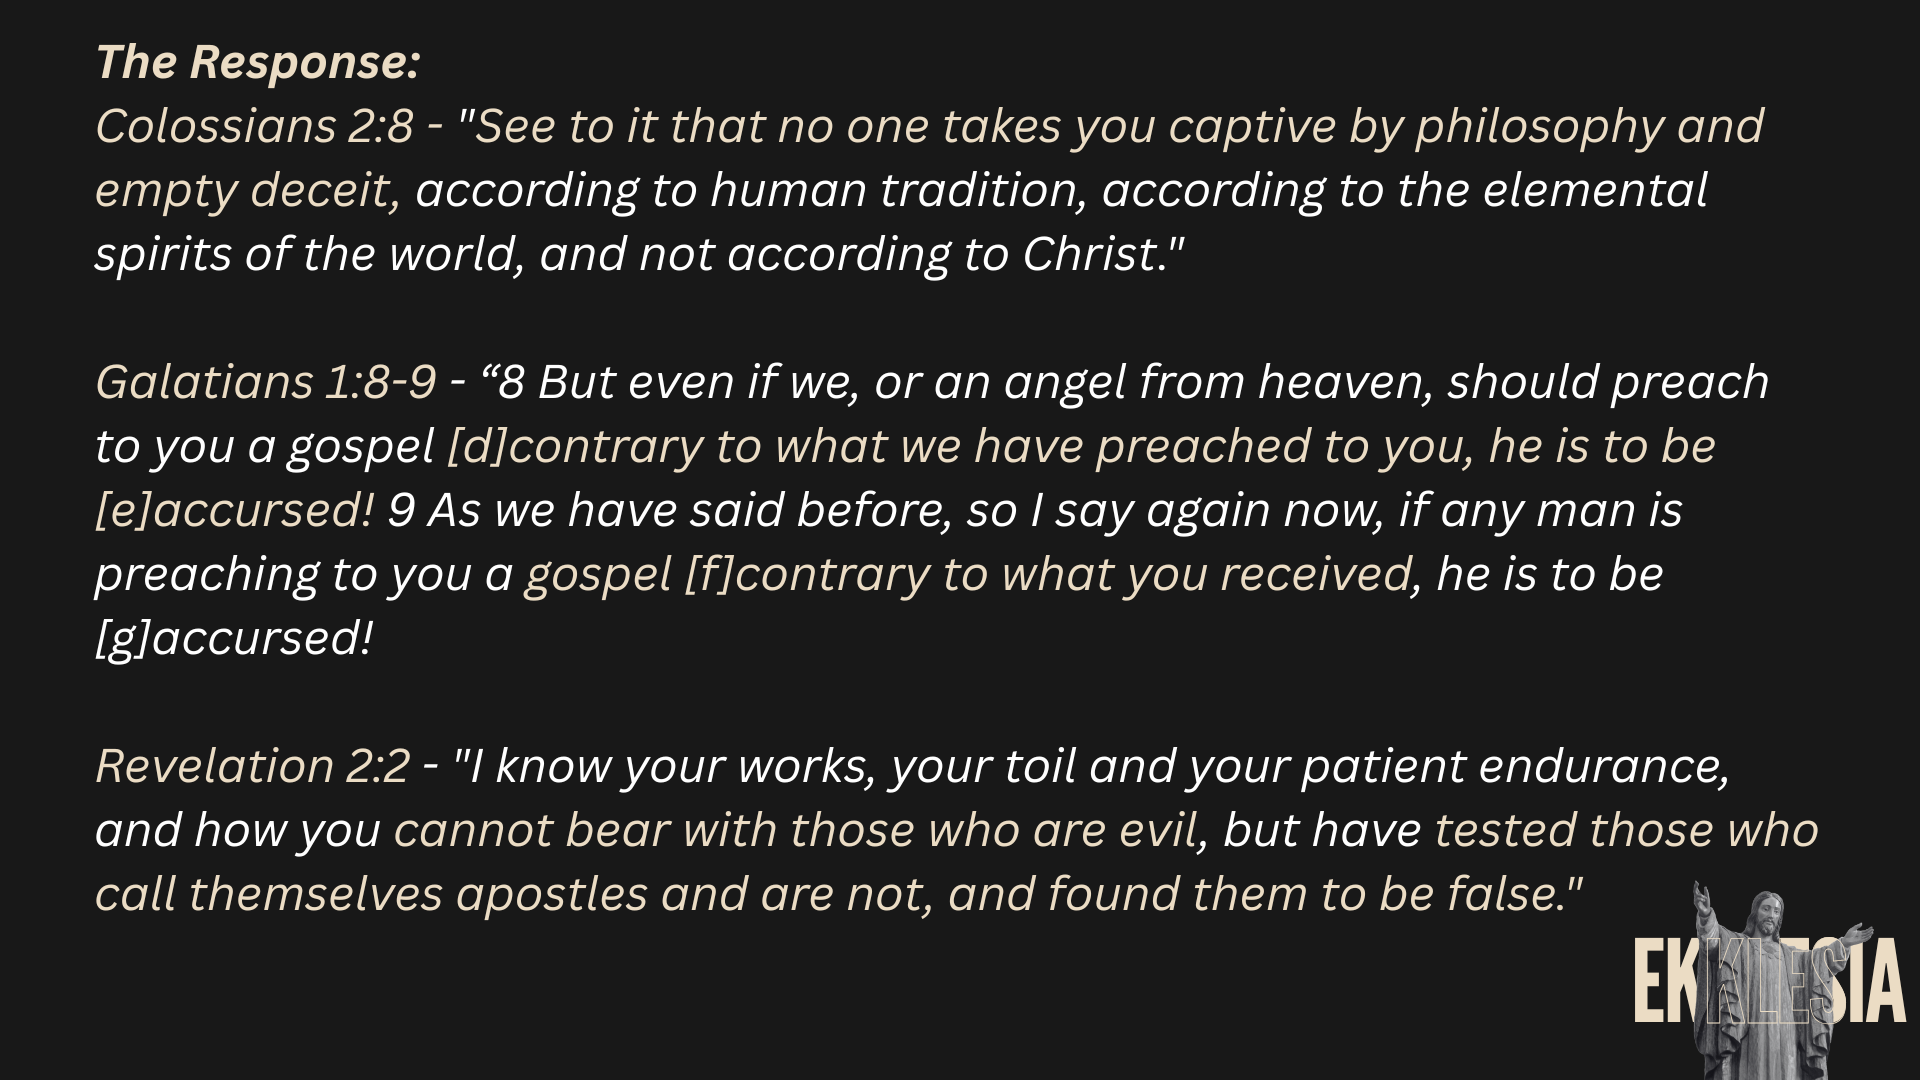 The Response:
Colossians 2:8 - "See to it that no one takes you captive by philosophy and
empty deceit, according to human tradition, according to the elemental
spirits of the world, and not according to Christ."
Galatians 1:8-9 - “8 But even if we, or an angel from heaven, should preach
to you a gospel [d]contrary to what we have preached to you, he is to be
[e]accursed! 9 As we have said before, so I say again now, if any man is
preaching to you a gospel [f]contrary to what you received, he is to be
[g]accursed!
Revelation 2:2 - "I know your works, your toil and your patient endurance,
and how you cannot bear with those who are evil, but have tested those who
call themselves apostles and are not, and found them to be false."
EKKLESIA